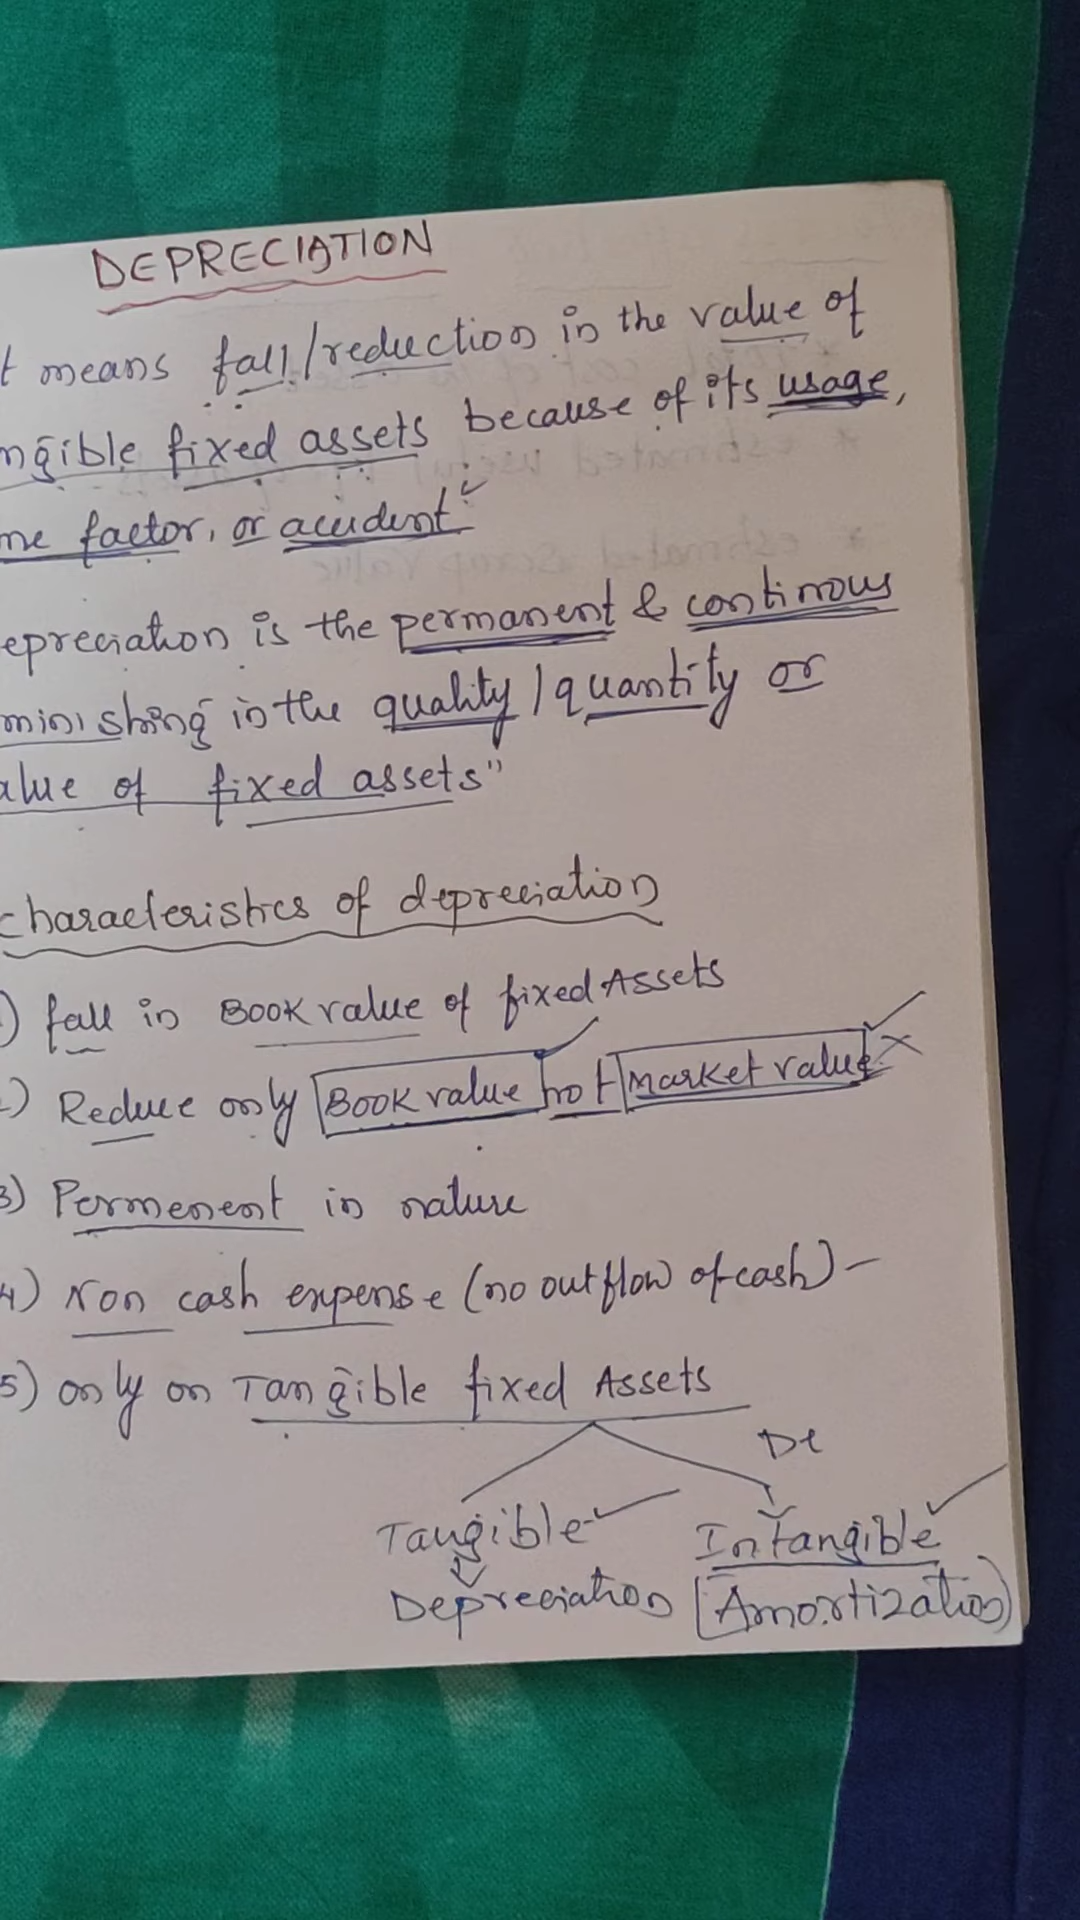 DEPRECIATION
t means fall/reduction in the value of
ngible fixed assets because of its usage,
me factor, or accident
epreciation is the permanent & continous
minishing in the quality / quantity or
alue of fixed assets"
characteristics of depreciation
) fall in BOOK value of fixed Assets
) Reduce only BOOK value not Market value
3) Permenent in nature
4) Non cash expense (no outflow of cash) -
5) only on Tangible fixed Assets
De
Tangible Intangible
Depreciation (Amortization)